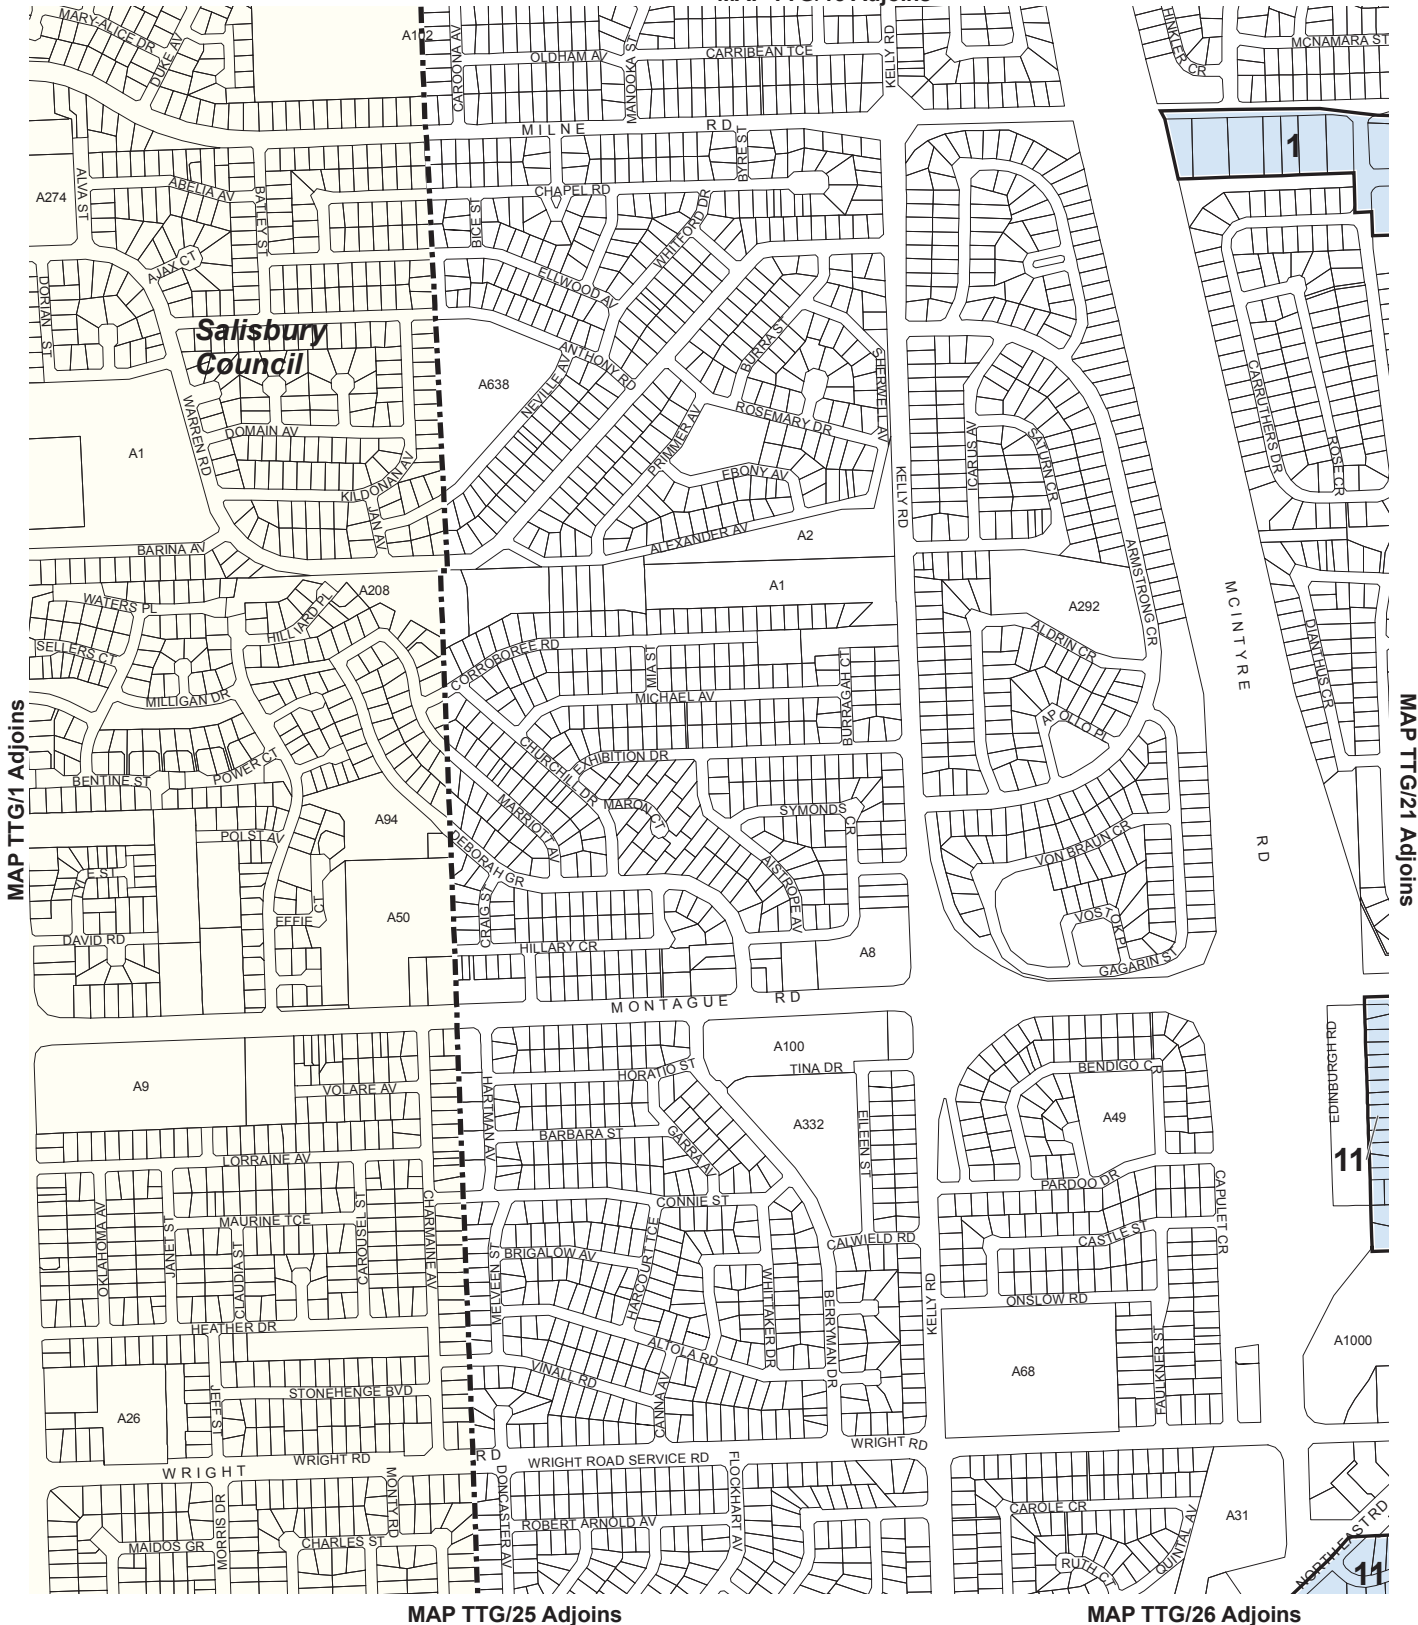 MARY-ALICE DR
DUKE AV
A102
CAROONA AV
OLDHAM AV
MANOOKA ST
CARRIBEAN TCE
KELLY RD
HINKLER CR
MCNAMARA ST
MILNE RD
BYRE ST
1
A274
ALVA ST
ABELIA AV
BAILEY ST
AJAX CT
BICE ST
CHAPEL RD
WHITFORD DR
ELLWOOD AV
DORIAN ST
Salisbury
Council
ANTHONY RD
NEVILLE AV
A638
BURRA ST
SHERWELL AV
ROSEMARY DR
PRIMMER AV
EBONY AV
ALEXANDER AV
A2
KELLY RD
ICARUS AV
SATURN CR
CARRUTHERS DR
ROSE CR
A1
WARREN RD
DOMAIN AV
KILDONAN AV
JAN AV
BARINA AV
A208
WATERS PL
HILLIARD PL
SELLERS CT
MILLIGAN DR
A1
A292
ARMSTRONG CR
ALDRIN CR
APOLLO PL
MCINTYRE
RD
DIANTHUS CR
CORROBOREE RD
MIA ST
MICHAEL AV
BURRAGAH CT
EXHIBITION DR
CHURCHILL DR
MARRIOTT AV
MARON CT
SYMONDS
CR
AISTROPE AV
DEBORAH GR
CRAIG ST
HILLARY CR
A8
VON BRAUN CR
VOSTOK PL
GAGARIN ST
BENTINE ST
POWER CT
A94
POLST AV
A50
EFFIE
CT
DAVID RD
MAP TTG/1 Adjoins
MAP TTG/21 Adjoins
MONTAGUE RD
A9
VOLARE AV
LORRAINE AV
HARTMAN AV
HORATIO ST
A100
TINA DR
A332
EILEEN ST
BARBARA ST
GARRA AV
CONNIE ST
BENDIGO CR
A49
PARDOO DR
CASTLE ST
CAPULET CR
EDINBURGH RD
11
OKLAHOMA AV
JANET ST
MAURINE TCE
CLAUDIA ST
CAROUSEL ST
CHARMAINE AV
HEATHER DR
MELVEEN ST
BRIGALOW AV
HARCOURT TCE
WHITTAKER DR
BERRYMAN DR
CALWIELD RD
KELLY RD
ONSLOW RD
FAULKNER ST
A1000
A68
ALTOLA RD
VINALL RD
CANNA AV
A26
JEFF ST
STONEHENGE BVD
WRIGHT RD
WRIGHT RD
WRIGHT ROAD SERVICE RD
WRIGHT RD
MORRIS DR
MONTY RD
MAIDOS GR
CHARLES ST
DONCASTER AV
ROBERT ARNOLD AV
FLOCKHART AV
CAROLE CR
RUTH CT
QUINTAL AV
A31
NORTH EAST RD
11
MAP TTG/25 Adjoins
MAP TTG/26 Adjoins